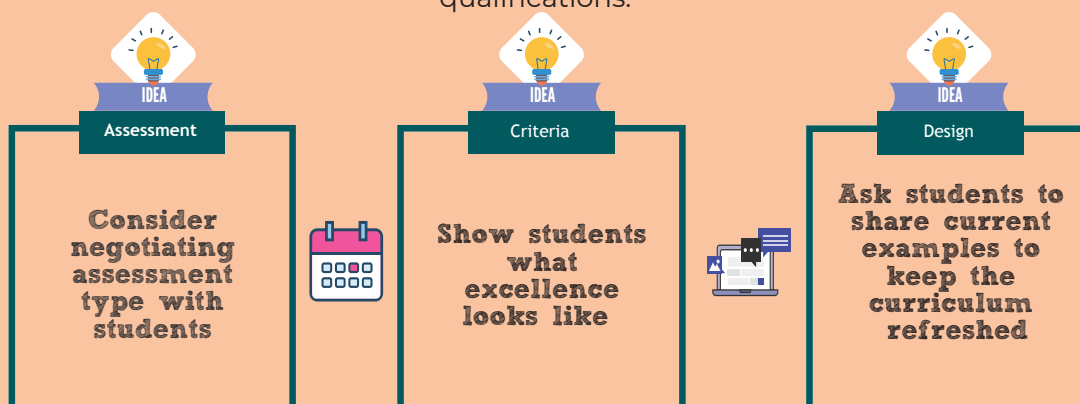 qualifications.
IDEA
Assessment
Consider
negotiating
assessment
type with
students
IDEA
Criteria
Show students
what
excellence
looks like
IDEA
Design
Ask students to
share current
examples to
keep the
curriculum
refreshed